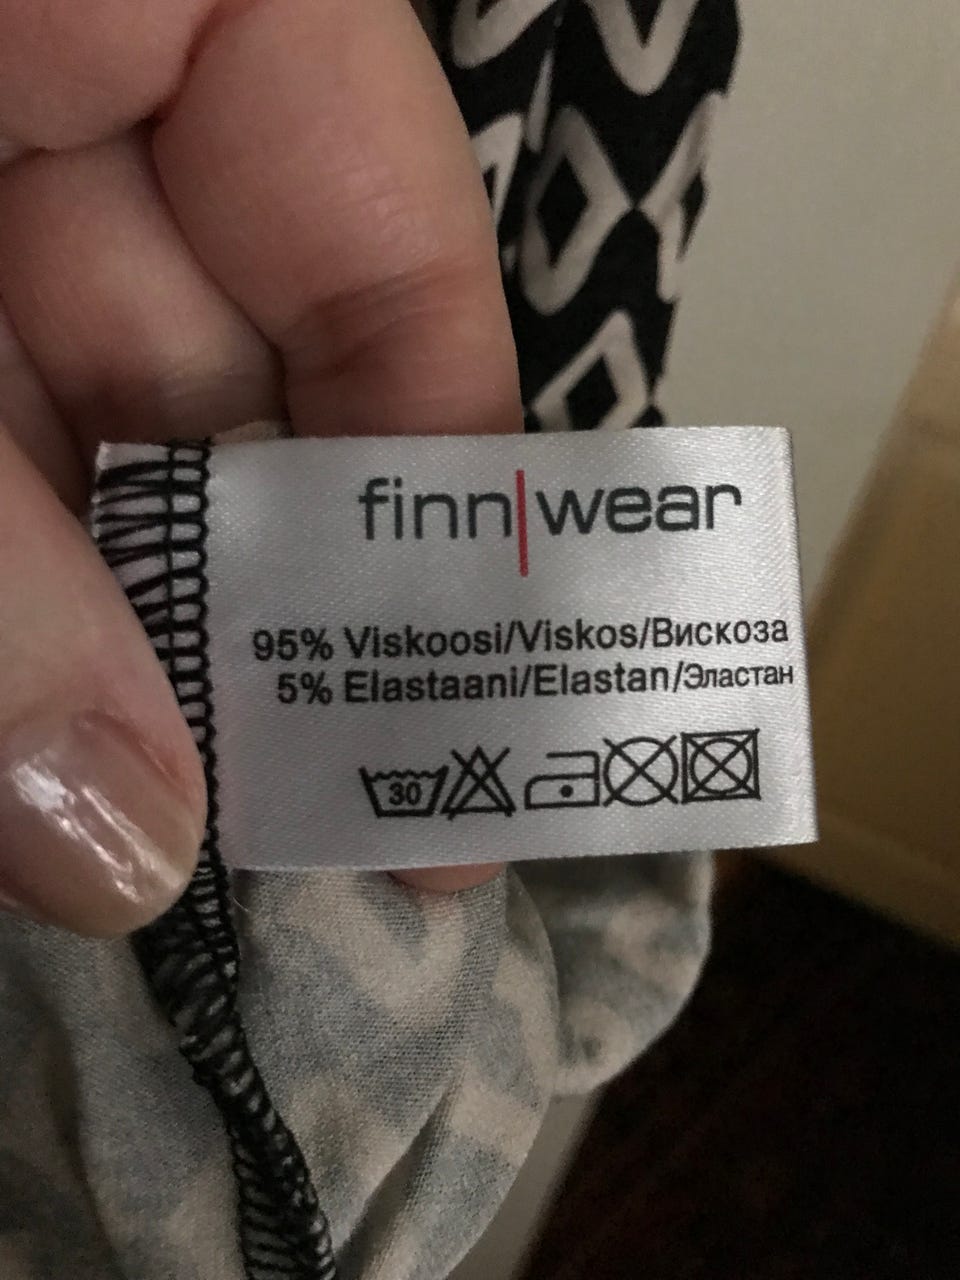 finn|wear
95% Viskoosi/Viskos/Вискоза
5% Elastaani/Elastan/Эластан
30